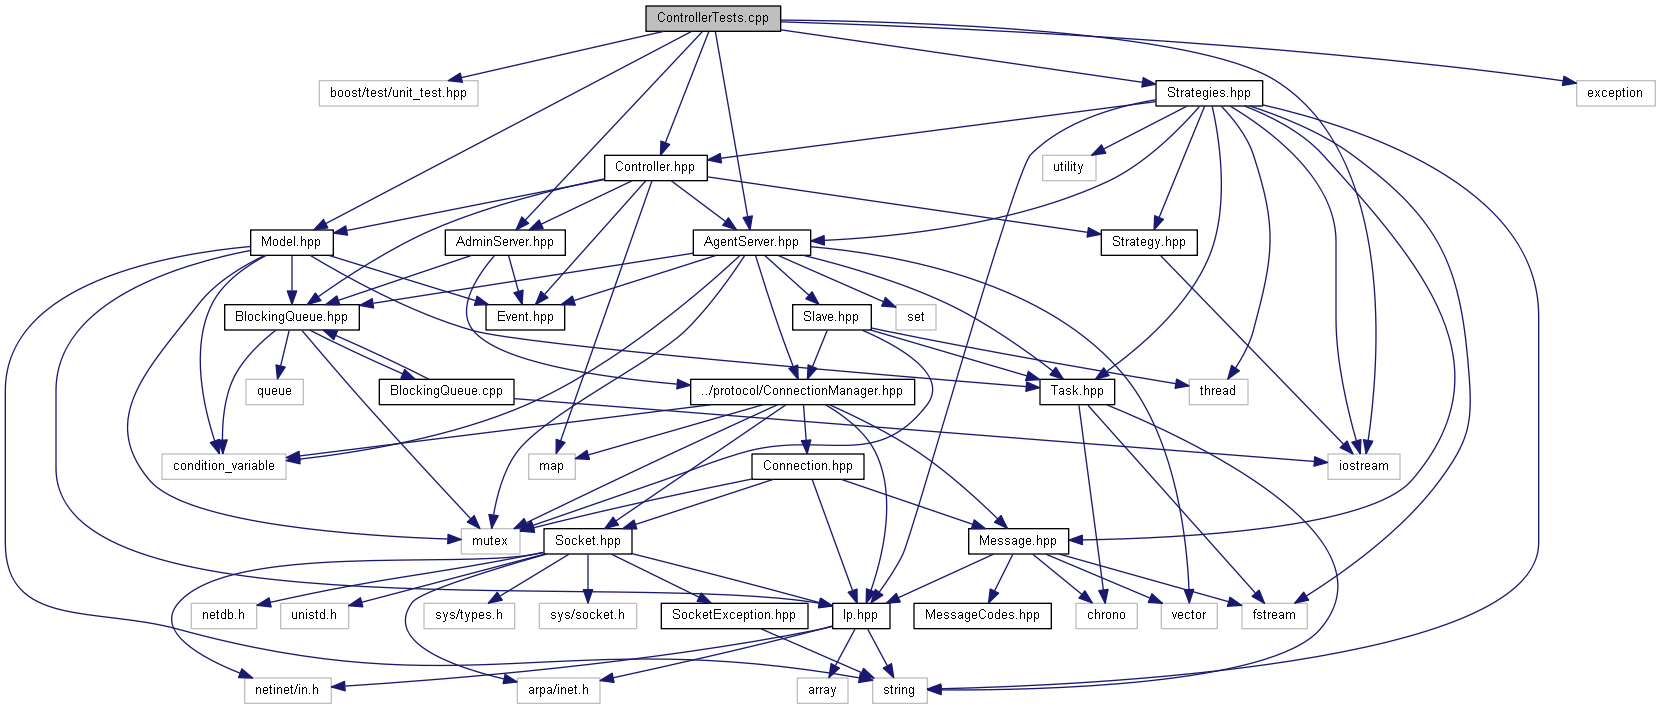 ControllerTests.cpp
boost/test/unit_test.hpp
Strategies.hpp
exception
Controller.hpp
utility
Model.hpp
AdminServer.hpp
AgentServer.hpp
Strategy.hpp
BlockingQueue.hpp
Event.hpp
Slave.hpp
set
queue
BlockingQueue.cpp
../protocol/ConnectionManager.hpp
Task.hpp
thread
condition_variable
map
Connection.hpp
iostream
mutex
Socket.hpp
Message.hpp
netdb.h
unistd.h
sys/types.h
sys/socket.h
SocketException.hpp
Ip.hpp
MessageCodes.hpp
chrono
vector
fstream
netinet/in.h
arpa/inet.h
array
string